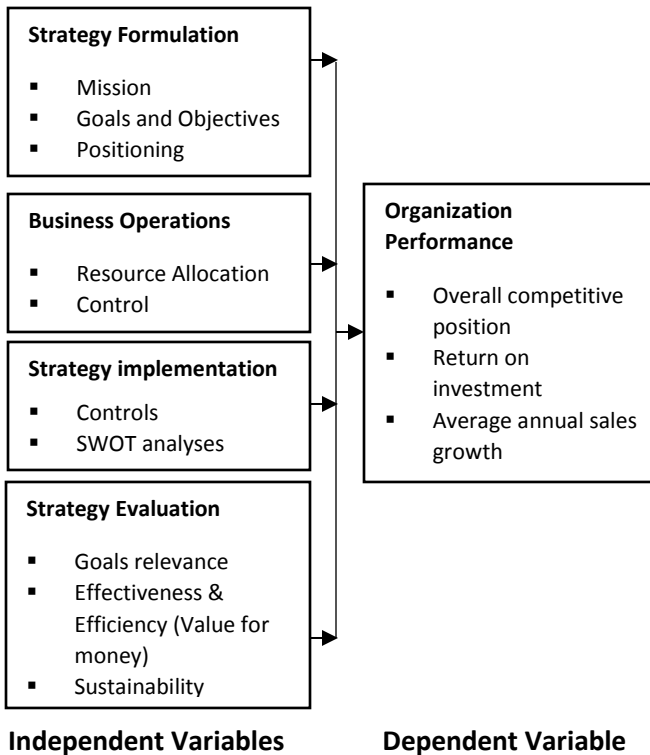 Strategy Formulation
▪ Mission
▪ Goals and Objectives
▪ Positioning
Business Operations
▪ Resource Allocation
▪ Control
Strategy implementation
▪ Controls
▪ SWOT analyses
Strategy Evaluation
▪ Goals relevance
▪ Effectiveness &
Efficiency (Value for
money)
▪ Sustainability
Independent Variables
Organization
Performance
▪ Overall competitive
position
▪ Return on
investment
▪ Average annual sales
growth
Dependent Variable